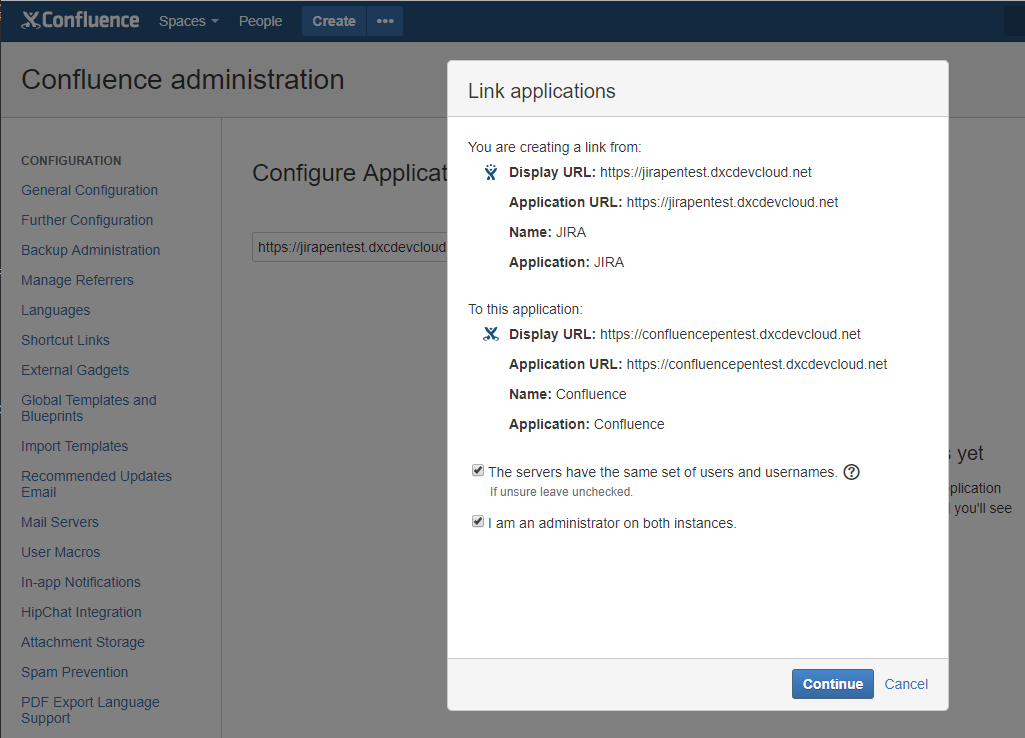 Confluence Spaces People Create •••
Confluence administration
CONFIGURATION
General Configuration
Further Configuration
Backup Administration
Manage Referrers
Languages
Shortcut Links
External Gadgets
Global Templates and
Blueprints
Import Templates
Recommended Updates
Email
Mail Servers
User Macros
In-app Notifications
HipChat Integration
Attachment Storage
Spam Prevention
PDF Export Language
Support
Configure Applicat
https://jirapentest.dxcdevcloud
Link applications
You are creating a link from:
Display URL: https://jirapentest.dxcdevcloud.net
Application URL: https://jirapentest.dxcdevcloud.net
Name: JIRA
Application: JIRA
To this application:
Display URL: https://confluencepentest.dxcdevcloud.net
Application URL: https://confluencepentest.dxcdevcloud.net
Name: Confluence
Application: Confluence
The servers have the same set of users and usernames. ?
If unsure leave unchecked.
I am an administrator on both instances.
Continue Cancel
s yet
plication
you'll see